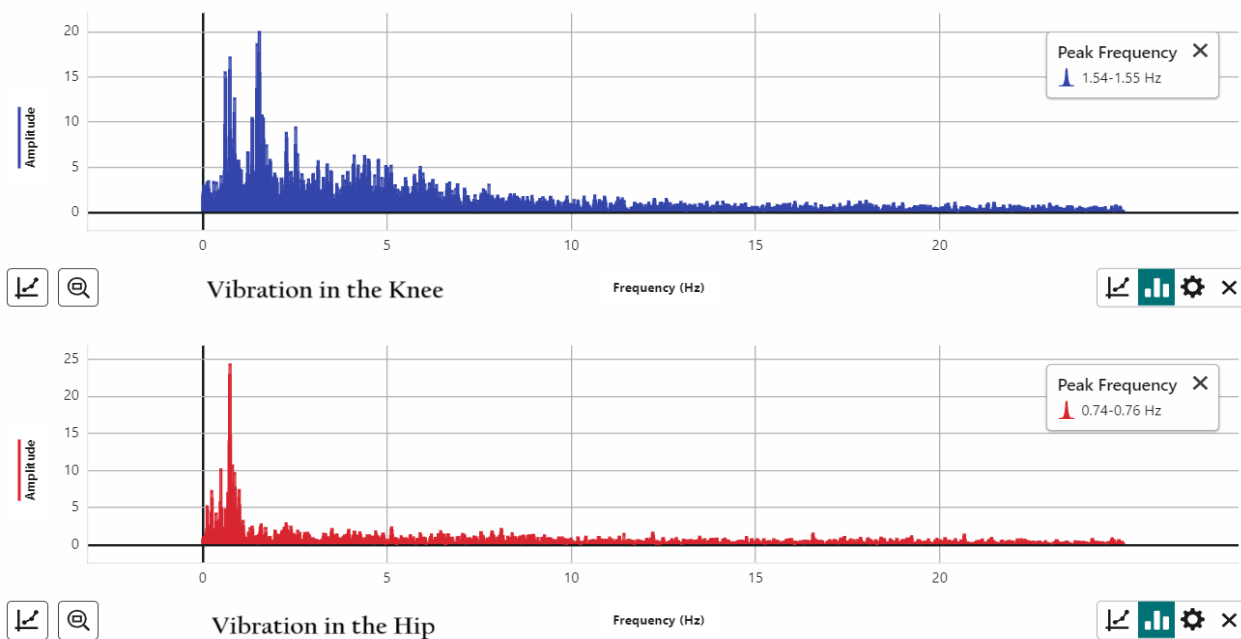 20
15
10
5
0
Amplitude
0
5
10
15
20
Peak Frequency
1.54-1.55 Hz
Vibration in the Knee
Frequency (Hz)
25
20
15
10
5
0
Amplitude
0
5
10
15
20
Peak Frequency
0.74-0.76 Hz
Vibration in the Hip
Frequency (Hz)